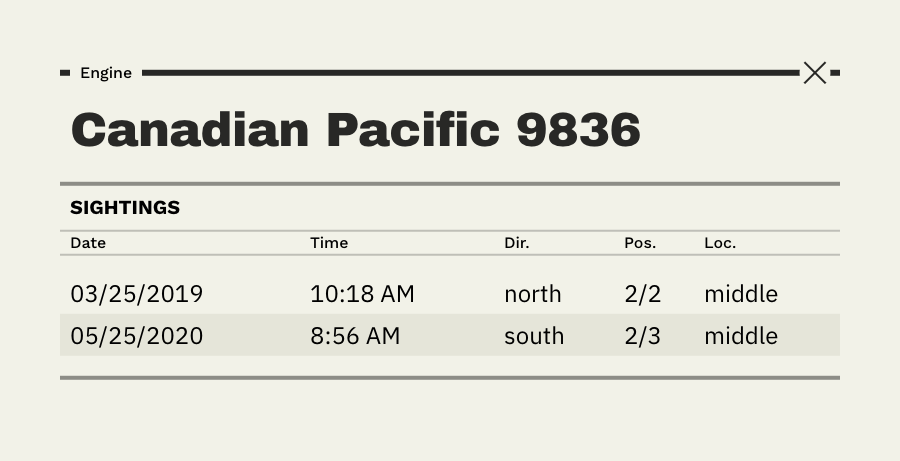 Engine
Canadian Pacific 9836
SIGHTINGS
Date Time Dir. Pos. Loc.
03/25/2019 10:18 AM north 2/2 middle
05/25/2020 8:56 AM south 2/3 middle